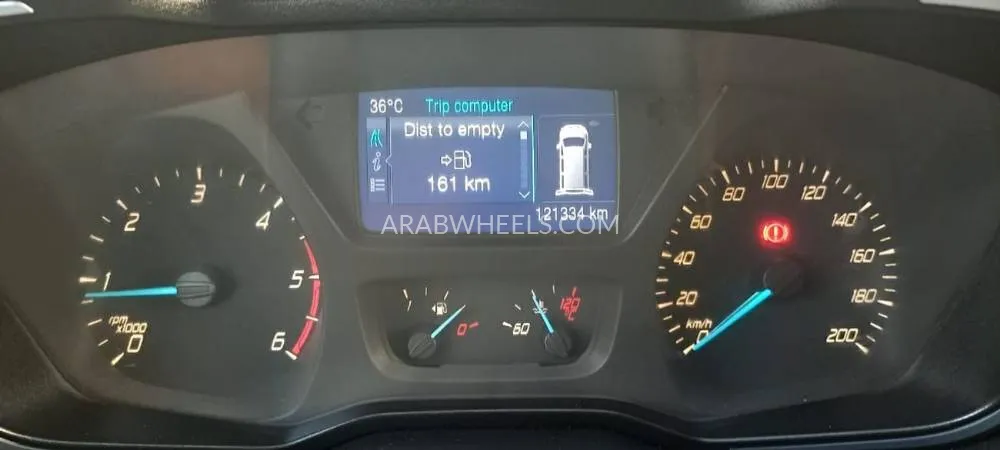 36°C Trip computer
Dist to empty
161 km
121334 km
ARABWHEELS.COM
0
1
2
3
4
5
6
rpm
x1000
0
60
120
°C
0
20
40
60
80
100
120
140
160
180
200
km/h